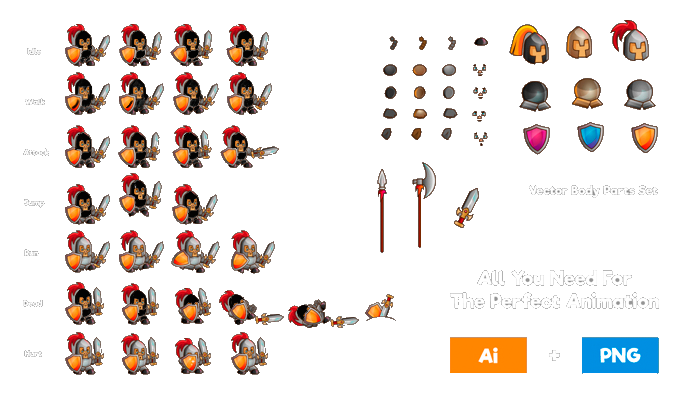 Idle
Walk
Attack
Jump
Run
Dead
Hurt
Vector Body Parts Set
All You Need For
The Perfect Animation
Ai + PNG